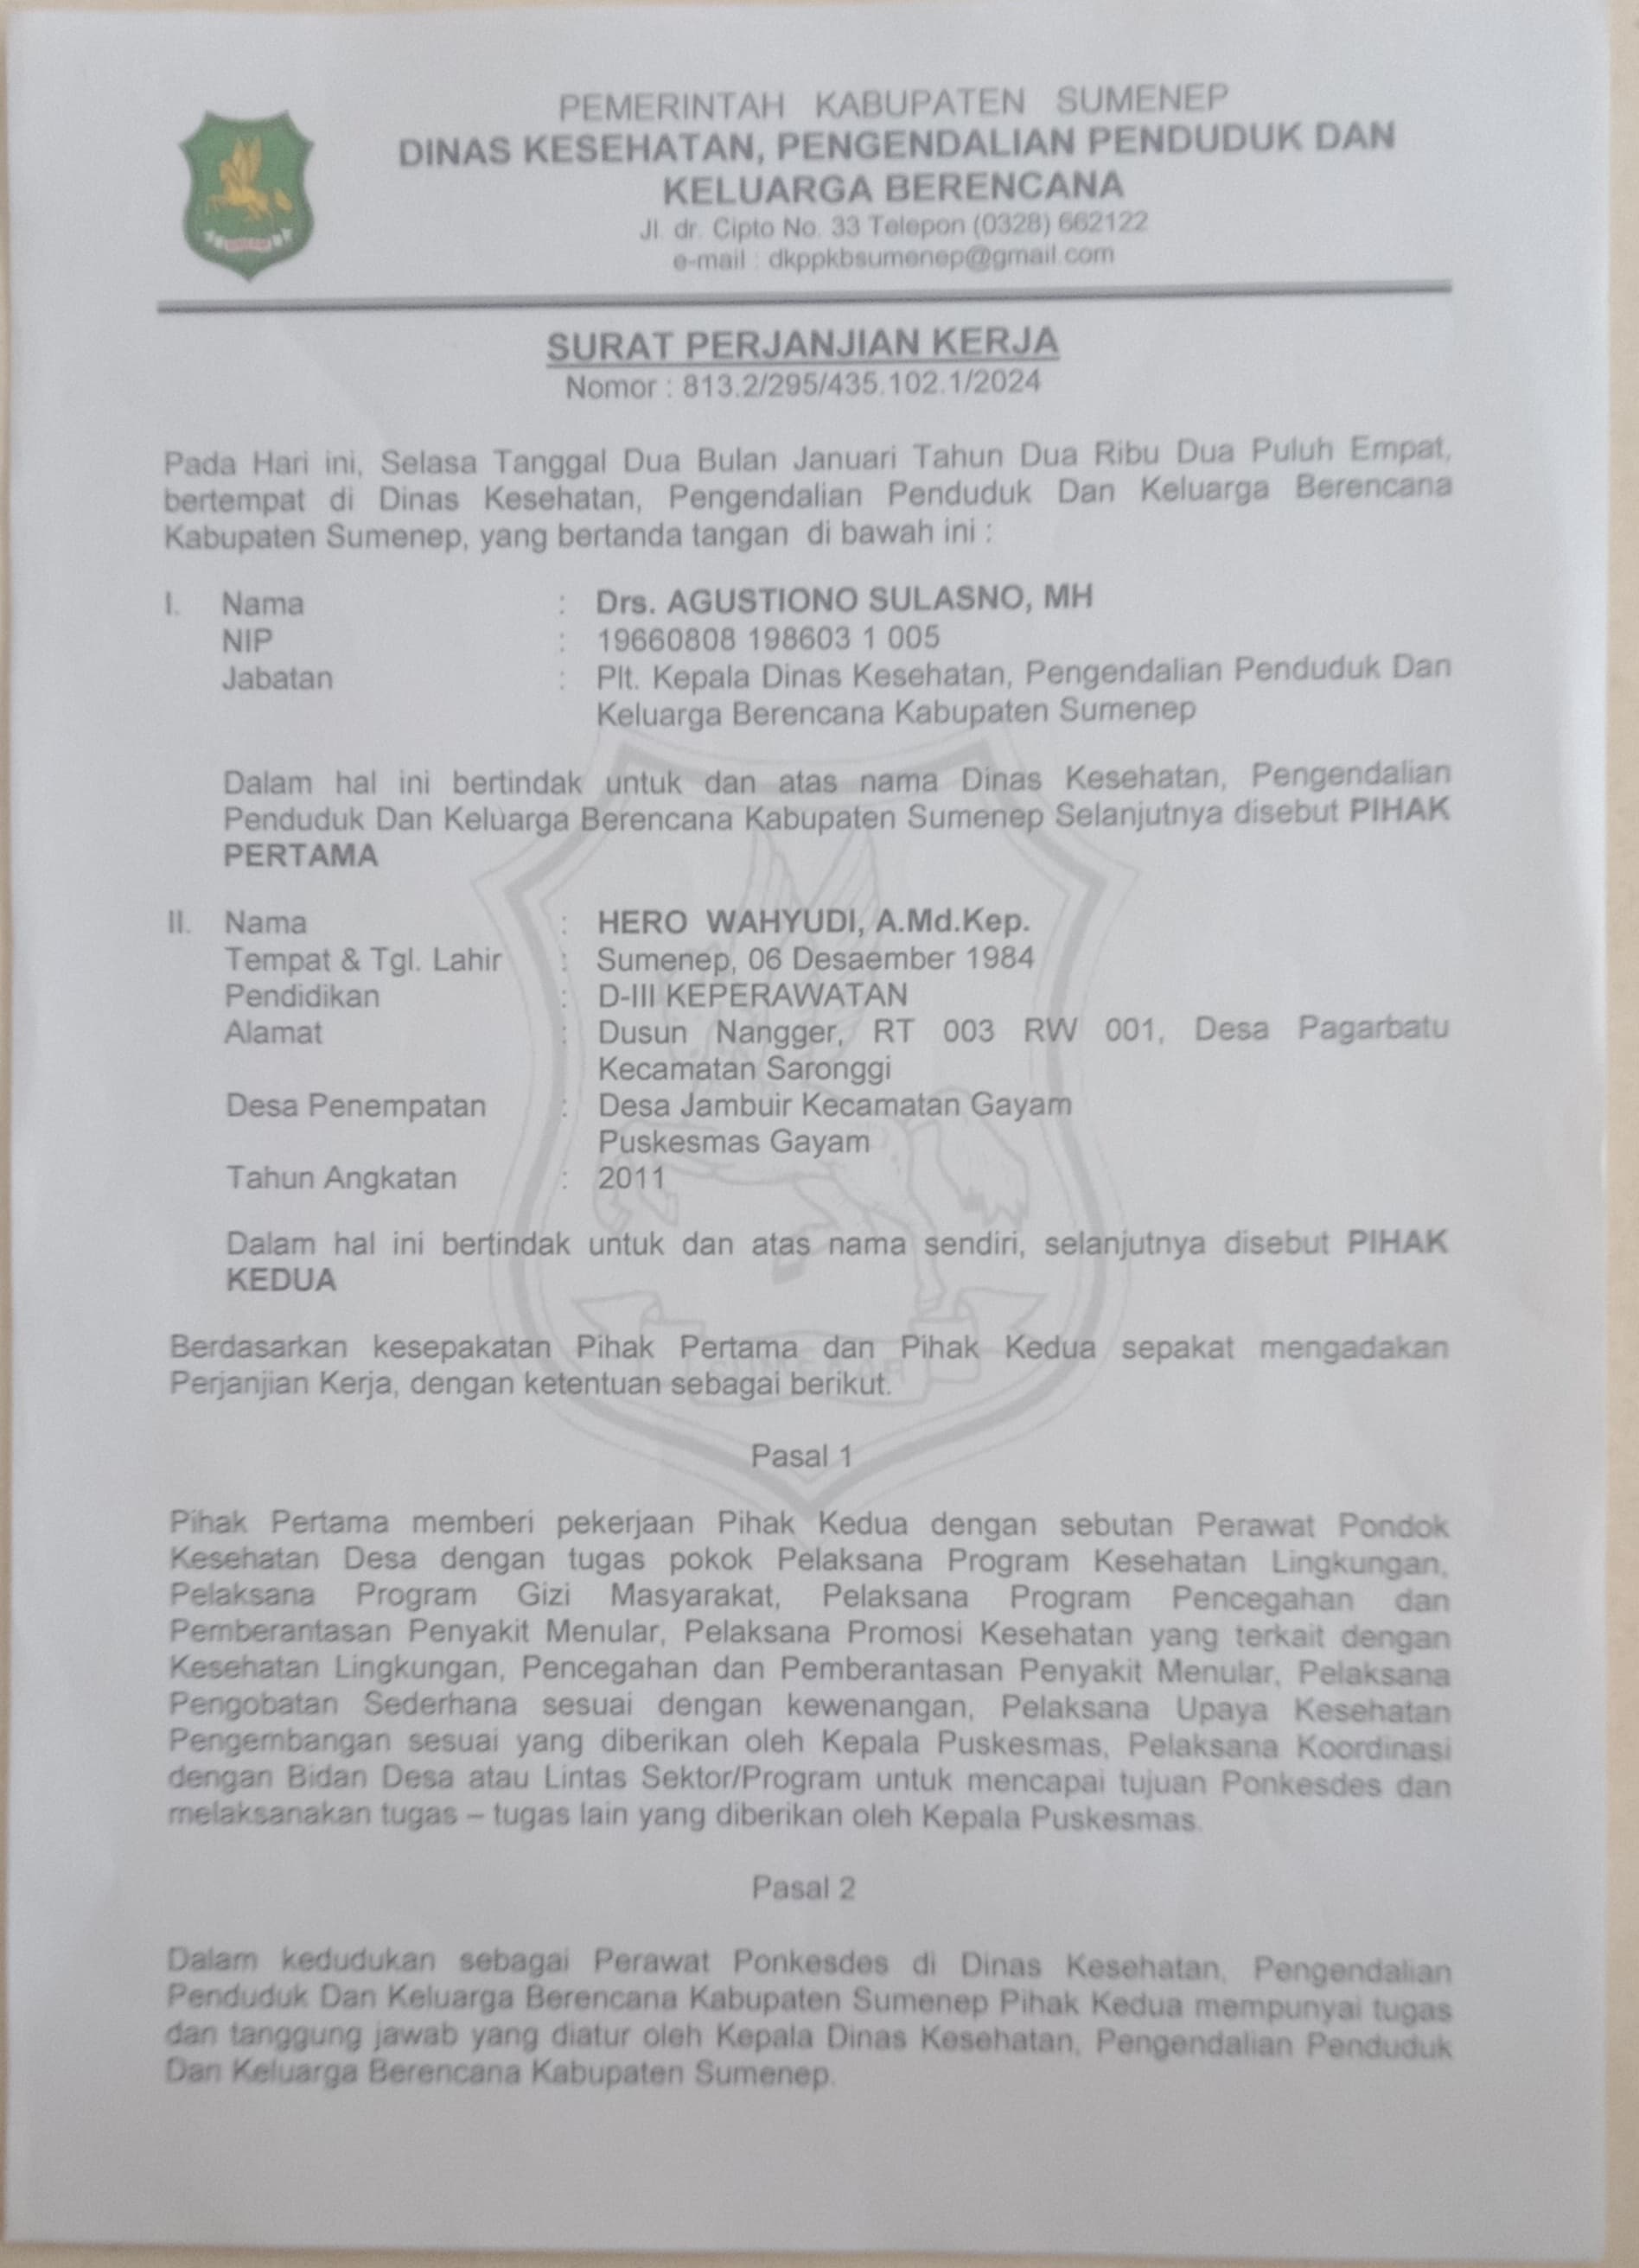 PEMERINTAH KABUPATEN SUMENEP
DINAS KESEHATAN, PENGENDALIAN PENDUDUK DAN
KELUARGA BERENCANA
Jl. dr. Cipto No. 33 Telepon (0328) 662122
e-mail : dkppkbsumenep@gmail.com
SURAT PERJANJIAN KERJA
Nomor : 813.2/295/435.102.1/2024
Pada Hari ini, Selasa Tanggal Dua Bulan Januari Tahun Dua Ribu Dua Puluh Empat,
bertempat di Dinas Kesehatan, Pengendalian Penduduk Dan Keluarga Berencana
Kabupaten Sumenep, yang bertanda tangan di bawah ini :
I. Nama : Drs. AGUSTIONO SULASNO, MH
NIP : 19660808 198603 1 005
Jabatan : Plt. Kepala Dinas Kesehatan, Pengendalian Penduduk Dan
Keluarga Berencana Kabupaten Sumenep
Dalam hal ini bertindak untuk dan atas nama Dinas Kesehatan, Pengendalian
Penduduk Dan Keluarga Berencana Kabupaten Sumenep Selanjutnya disebut PIHAK
PERTAMA
II. Nama : HERO WAHYUDI, A.Md.Kep.
Tempat & Tgl. Lahir : Sumenep, 06 Desaember 1984
Pendidikan : D-III KEPERAWATAN
Alamat : Dusun Nangger, RT 003 RW 001, Desa Pagarbatu
Kecamatan Saronggi
Desa Penempatan : Desa Jambuir Kecamatan Gayam
Puskesmas Gayam
Tahun Angkatan : 2011
Dalam hal ini bertindak untuk dan atas nama sendiri, selanjutnya disebut PIHAK
KEDUA
Berdasarkan kesepakatan Pihak Pertama dan Pihak Kedua sepakat mengadakan
Perjanjian Kerja, dengan ketentuan sebagai berikut.
Pasal 1
Pihak Pertama memberi pekerjaan Pihak Kedua dengan sebutan Perawat Pondok
Kesehatan Desa dengan tugas pokok Pelaksana Program Kesehatan Lingkungan,
Pelaksana Program Gizi Masyarakat, Pelaksana Program Pencegahan dan
Pemberantasan Penyakit Menular, Pelaksana Promosi Kesehatan yang terkait dengan
Kesehatan Lingkungan, Pencegahan dan Pemberantasan Penyakit Menular, Pelaksana
Pengobatan Sederhana sesuai dengan kewenangan, Pelaksana Upaya Kesehatan
Pengembangan sesuai yang diberikan oleh Kepala Puskesmas, Pelaksana Koordinasi
dengan Bidan Desa atau Lintas Sektor/Program untuk mencapai tujuan Ponkesdes dan
melaksanakan tugas – tugas lain yang diberikan oleh Kepala Puskesmas.
Pasal 2
Dalam kedudukan sebagai Perawat Ponkesdes di Dinas Kesehatan, Pengendalian
Penduduk Dan Keluarga Berencana Kabupaten Sumenep Pihak Kedua mempunyai tugas
dan tanggung jawab yang diatur oleh Kepala Dinas Kesehatan, Pengendalian Penduduk
Dan Keluarga Berencana Kabupaten Sumenep.